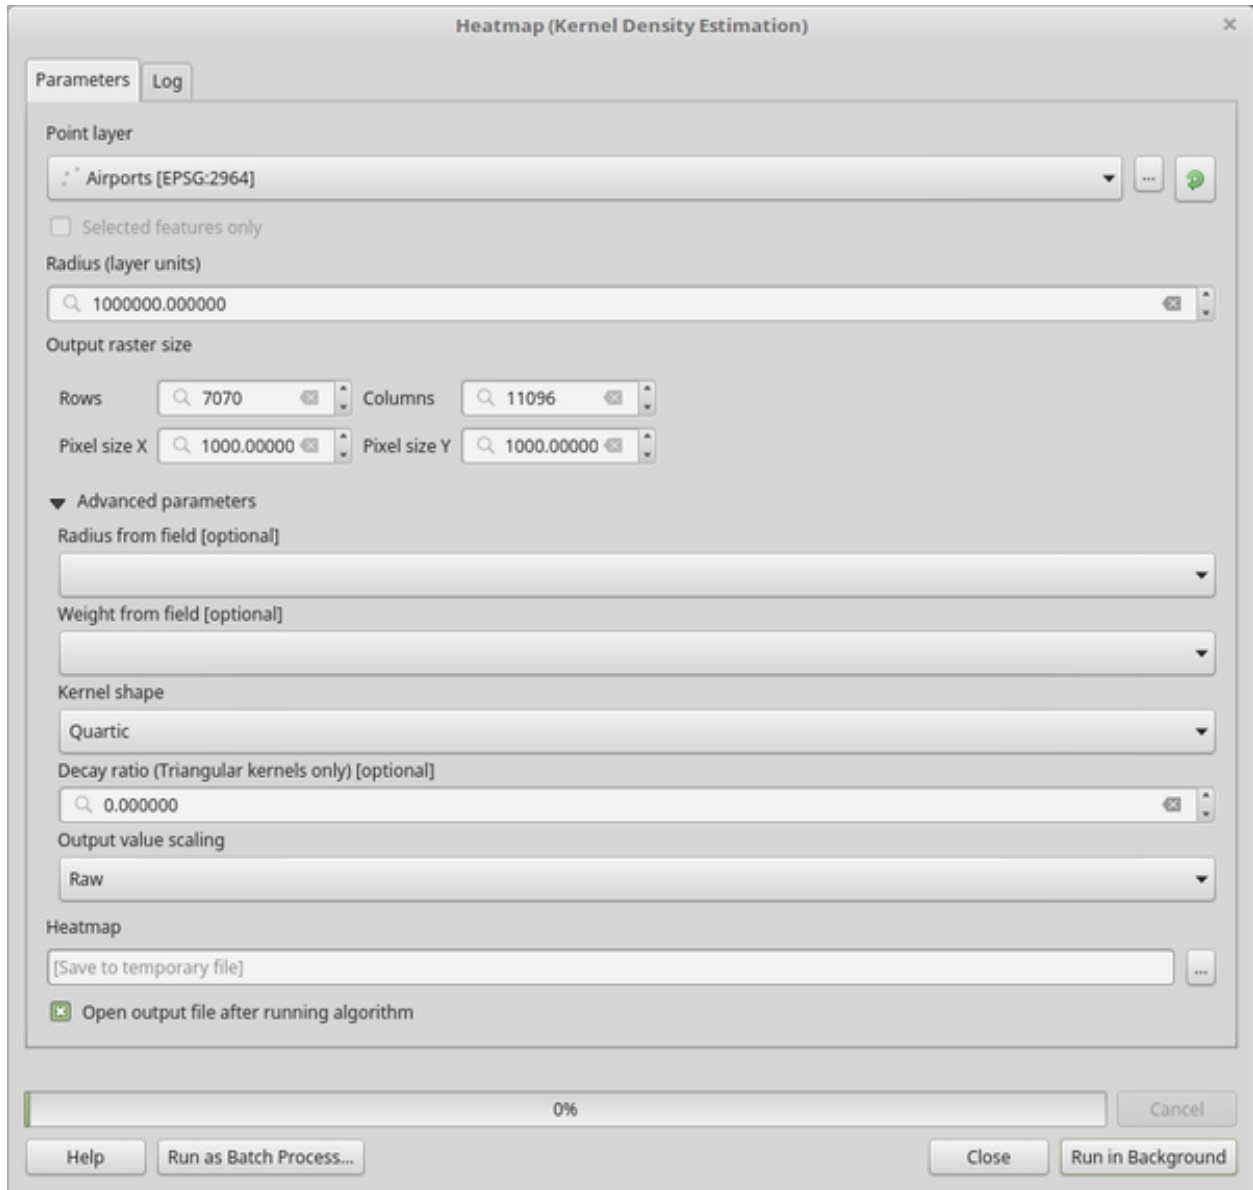 Heatmap (Kernel Density Estimation)
Parameters Log
Point layer
Airports [EPSG:2964]
...
Selected features only
Radius (layer units)
1000000.000000
Output raster size
Rows 7070 Columns 11096
Pixel size X 1000.00000 Pixel size Y 1000.00000
Advanced parameters
Radius from field [optional]
Weight from field [optional]
Kernel shape
Quartic
Decay ratio (Triangular kernels only) [optional]
0.000000
Output value scaling
Raw
Heatmap
[Save to temporary file]
...
Open output file after running algorithm
0% Cancel
Help Run as Batch Process... Close Run in Background